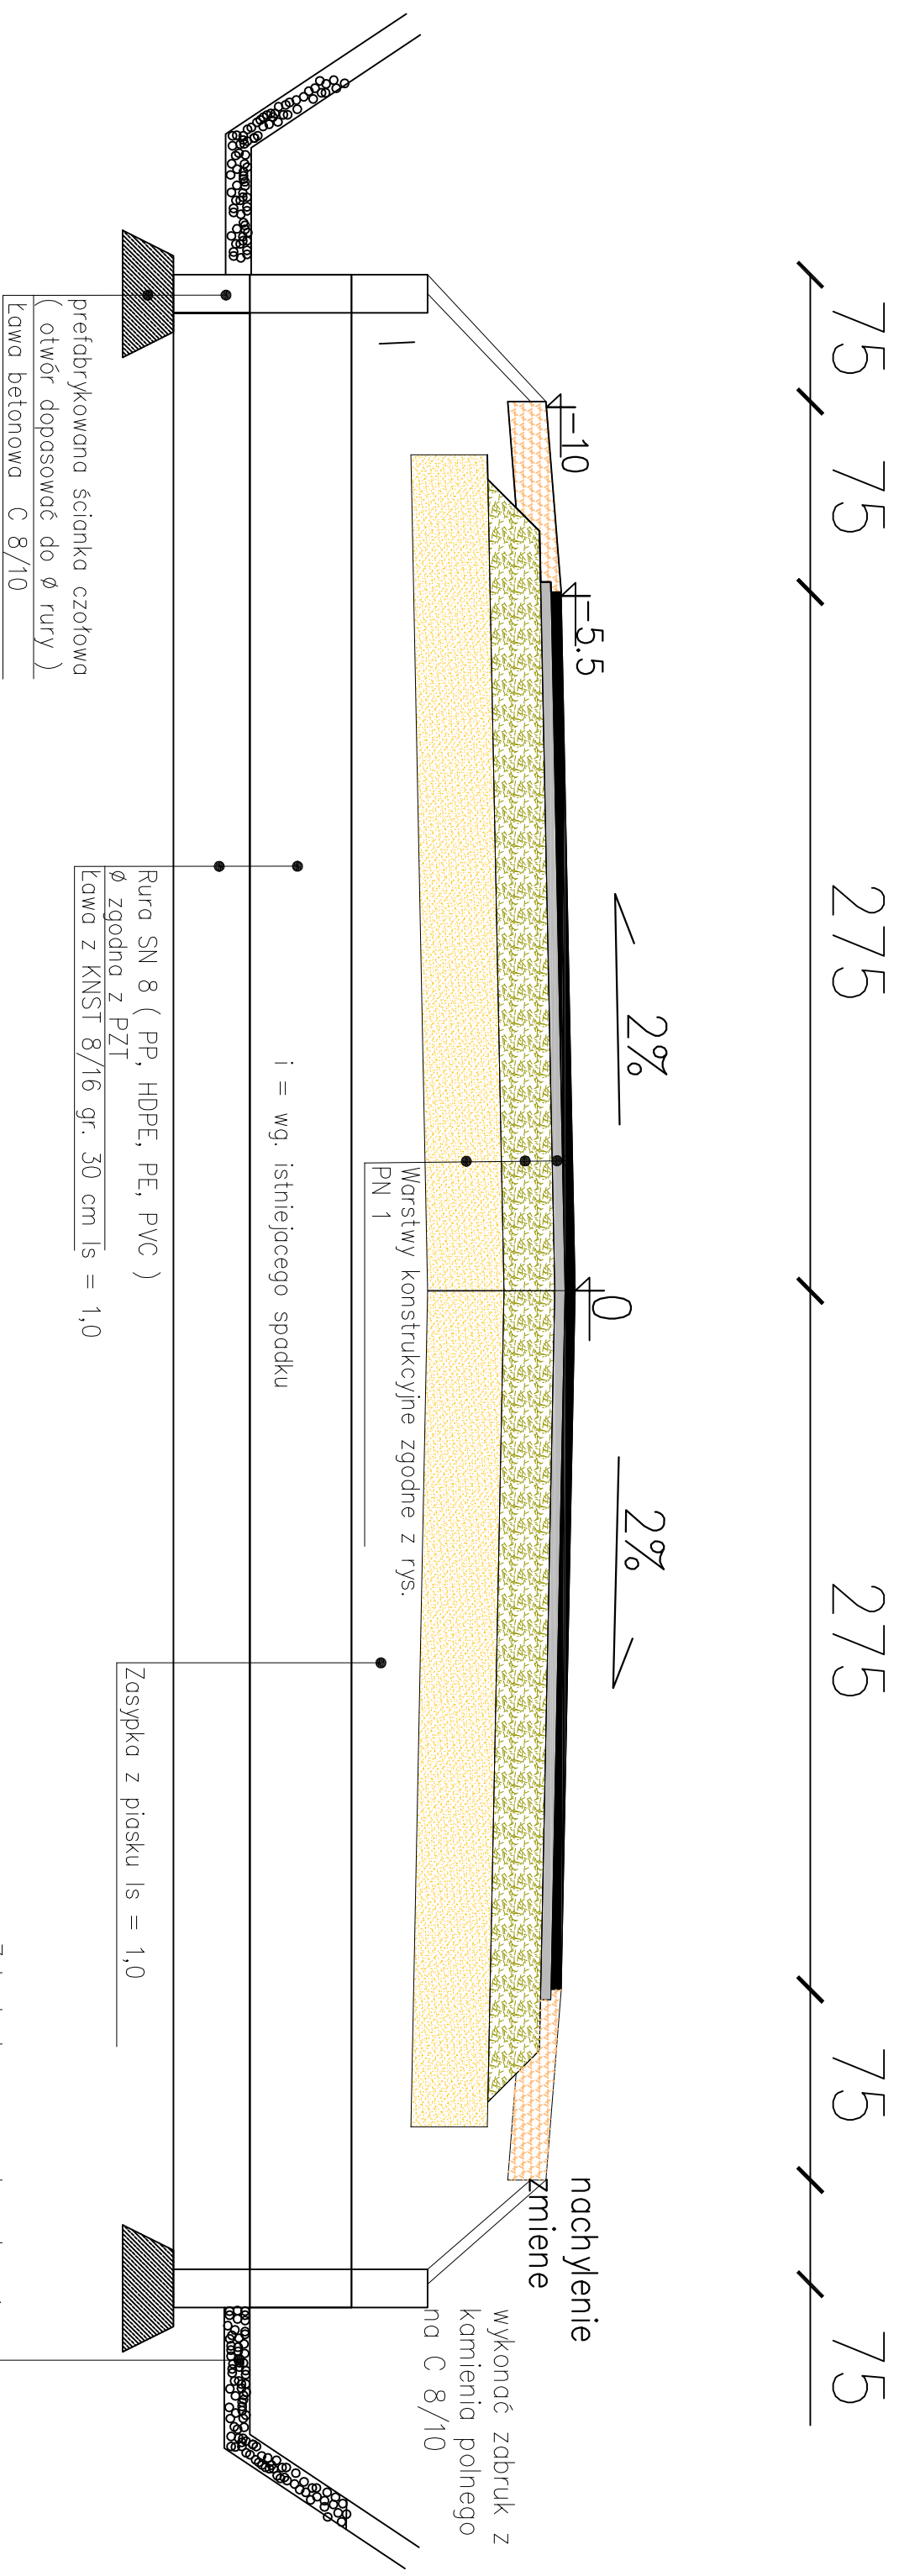 75
75
275
275
75
75
-10
-5.5
2%
0
2%
nachylenie
zmiene
wykonać zabruk z
kamienia polnego
na C 8/10
Warstwy konstrukcyjne zgodne z rys.
PN 1
i = wg. istniejacego spadku
Rura SN 8 ( PP, HDPE, PE, PVC )
ø zgodna z PZT
Ława z KNST 8/16 gr. 30 cm Is = 1,0
Zasypka z piasku Is = 1,0
prefabrykowana ścianka czołowa
( otwór dopasować do ø rury )
Ława betonowa C 8/10